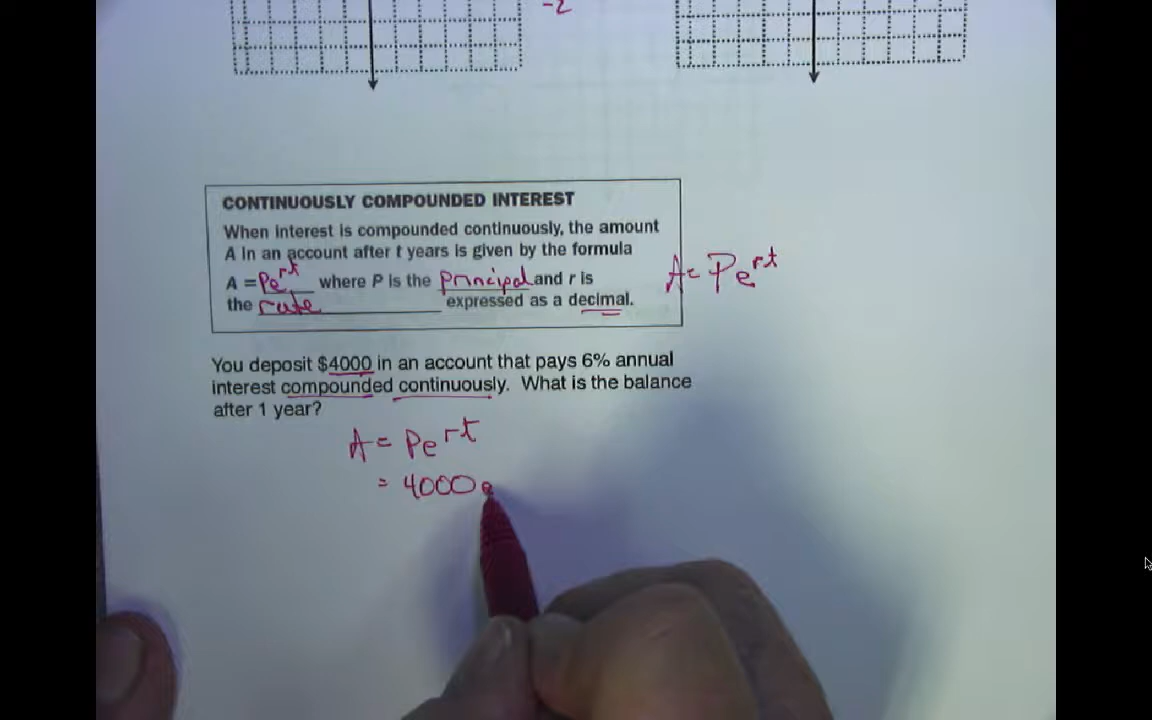 -2
CONTINUOUSLY COMPOUNDED INTEREST
When interest is compounded continuously, the amount
A in an account after t years is given by the formula
A = Pe^rt where P is the principal and r is
the rate expressed as a decimal.
A = Pe^rt
You deposit $4000 in an account that pays 6% annual
interest compounded continuously. What is the balance
after 1 year?
A = Pe^rt
= 4000e